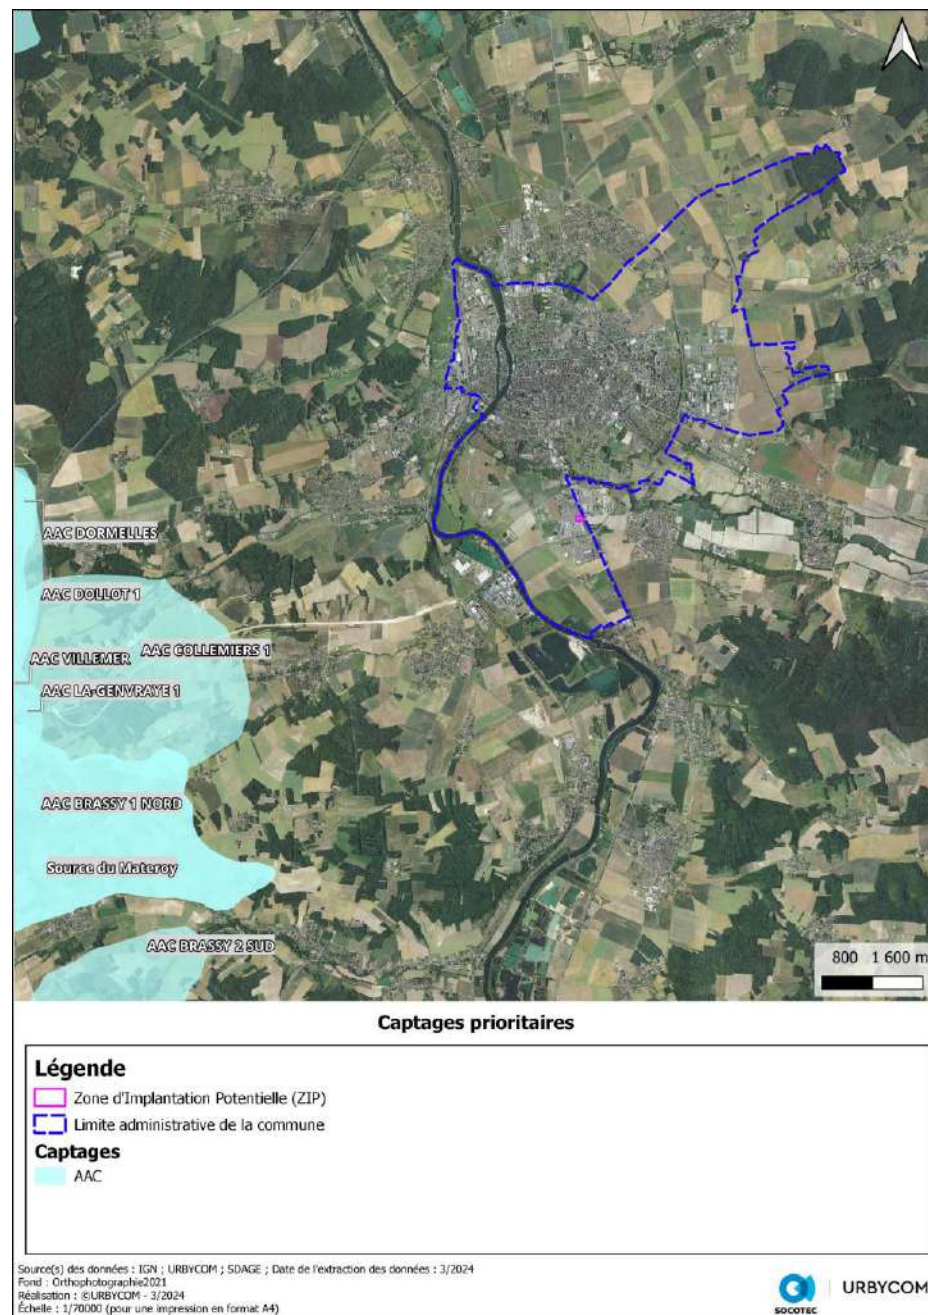 AAC DORMELLES
AAC DOLLOT 1
AAC VILLEMER
AAC COLLEMIERS 1
AAC LA-GENVRAYE 1
AAC BRASSY 1 NORD
Source du Materoy
AAC BRASSY 2 SUD
800 1 600 m
Captages prioritaires
Légende
Zone d'Implantation Potentielle (ZIP)
Limite administrative de la commune
Captages
AAC
Source(s) des données : IGN ; URBYCOM ; SDAGE ; Date de l'extraction des données : 3/2024
Fond : Orthophotographie2021
Réalisation : ©URBYCOM - 3/2024
Échelle : 1/70000 (pour une impression en format A4)
SOCOTEC
URBYCOM